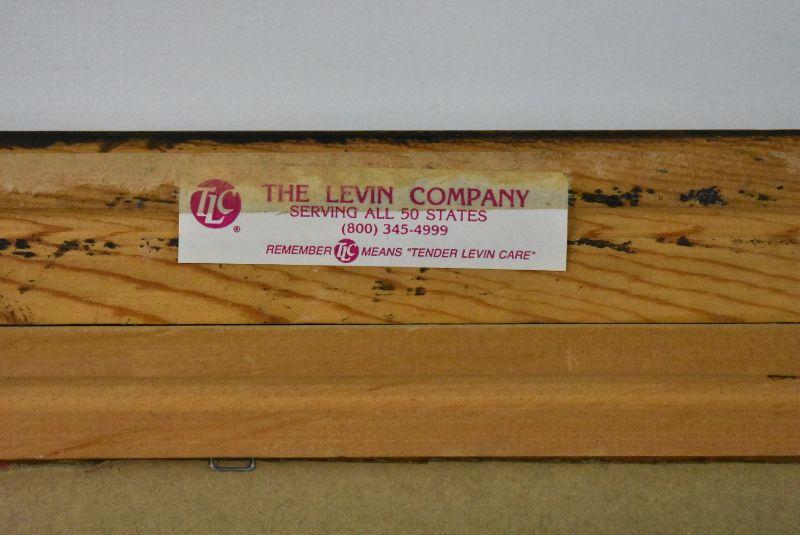 TLC ®
THE LEVIN COMPANY
SERVING ALL 50 STATES
(800) 345-4999
REMEMBER TLC MEANS "TENDER LEVIN CARE"